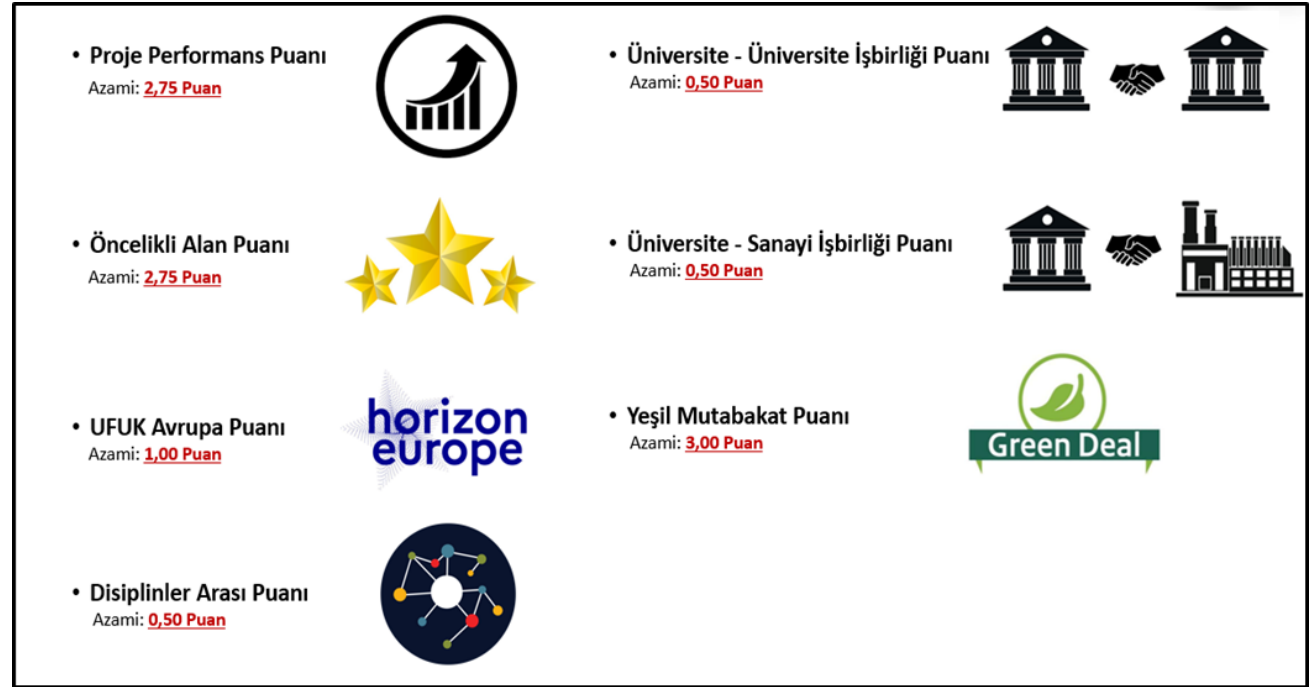 • Proje Performans Puanı
Azami: 2,75 Puan
• Öncelikli Alan Puanı
Azami: 2,75 Puan
• UFUK Avrupa Puanı
Azami: 1,00 Puan
horizon
europe
• Disiplinler Arası Puanı
Azami: 0,50 Puan
• Üniversite - Üniversite İşbirliği Puanı
Azami: 0,50 Puan
• Üniversite - Sanayi İşbirliği Puanı
Azami: 0,50 Puan
• Yeşil Mutabakat Puanı
Azami: 3,00 Puan
Green Deal